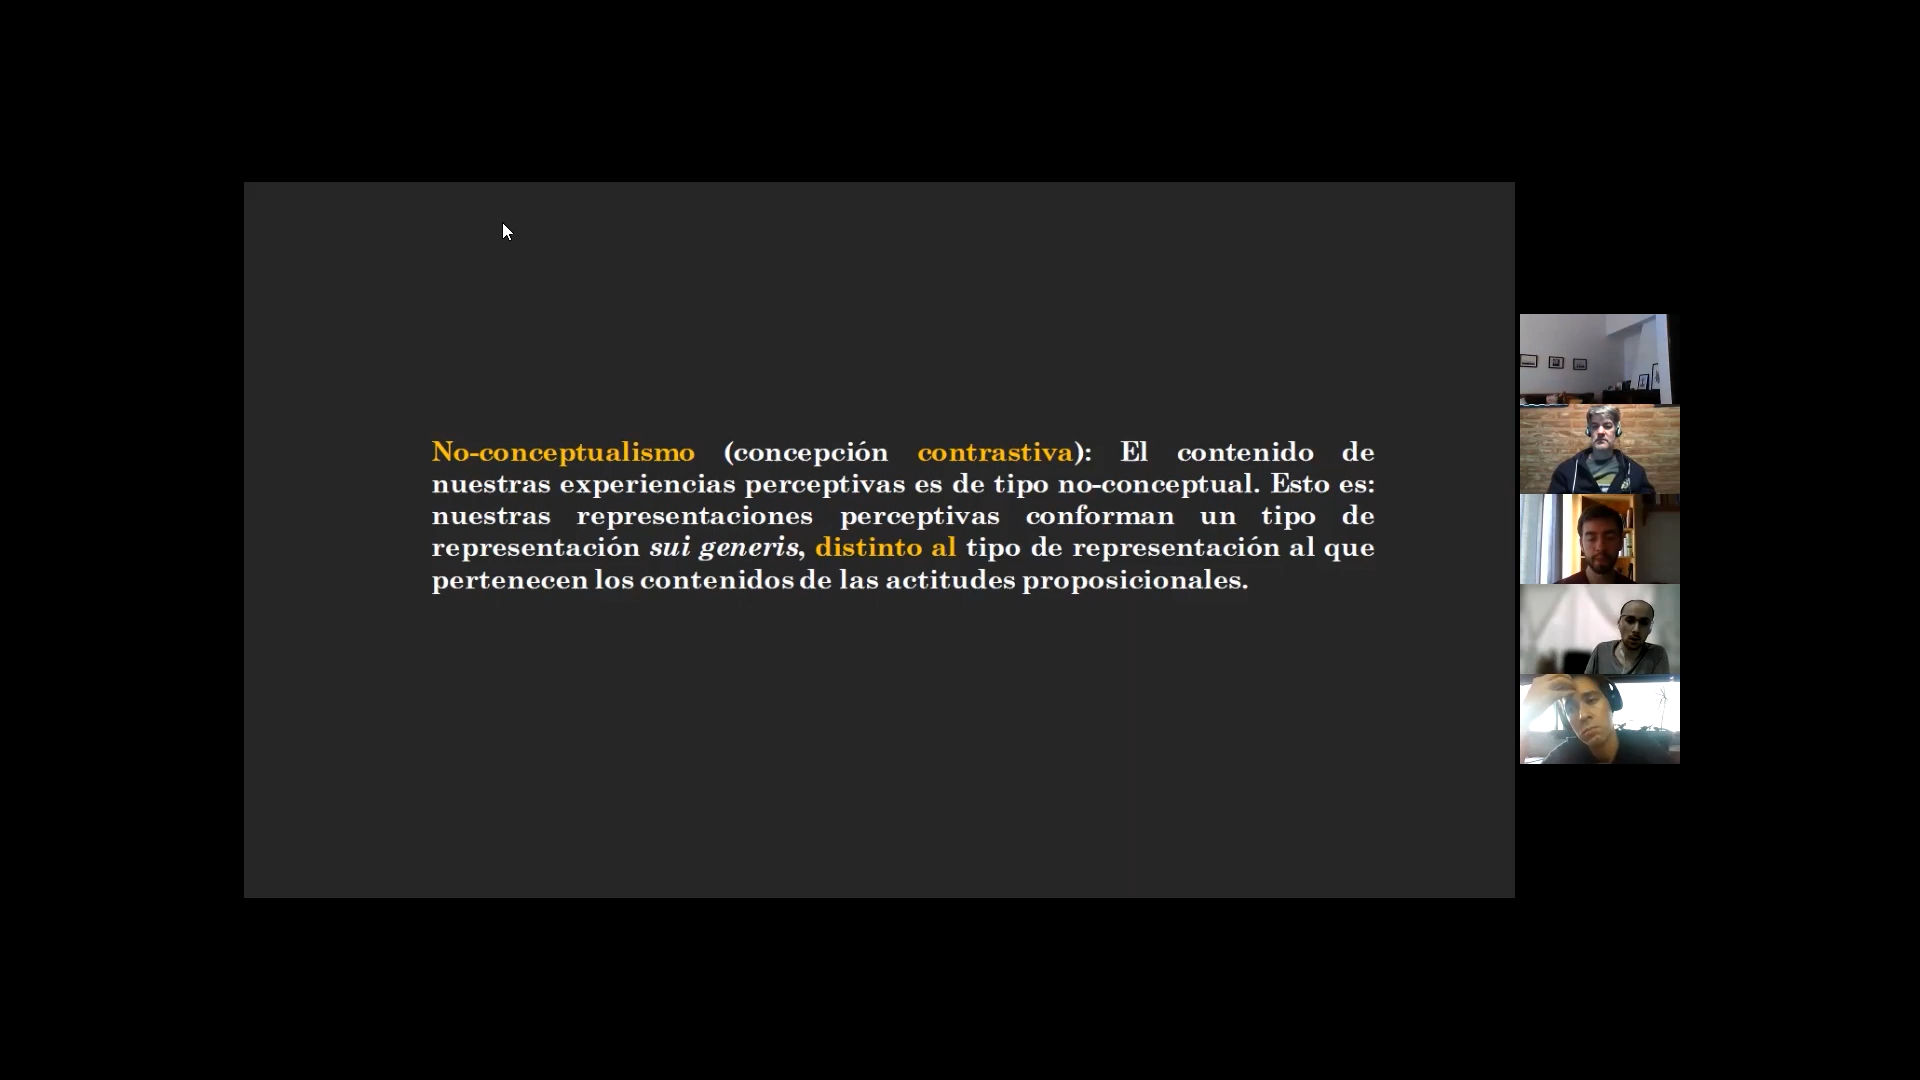 No-conceptualismo (concepción contrastiva): El contenido de
nuestras experiencias perceptivas es de tipo no-conceptual. Esto es:
nuestras representaciones perceptivas conforman un tipo de
representación sui generis, distinto al tipo de representación al que
pertenecen los contenidos de las actitudes proposicionales.